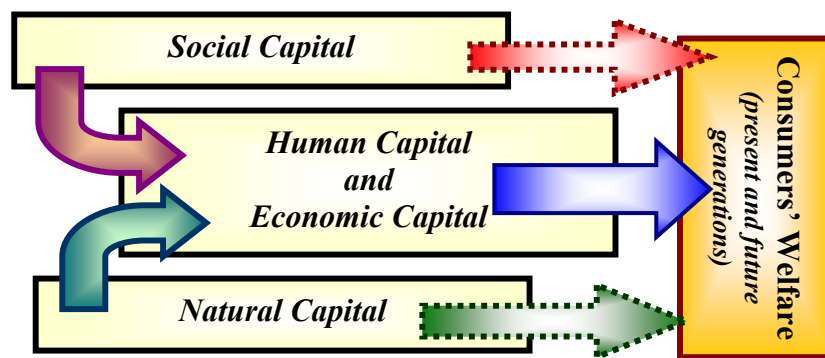 Social Capital
Human Capital
and
Economic Capital
Natural Capital
Consumers' Welfare
(present and future
generations)